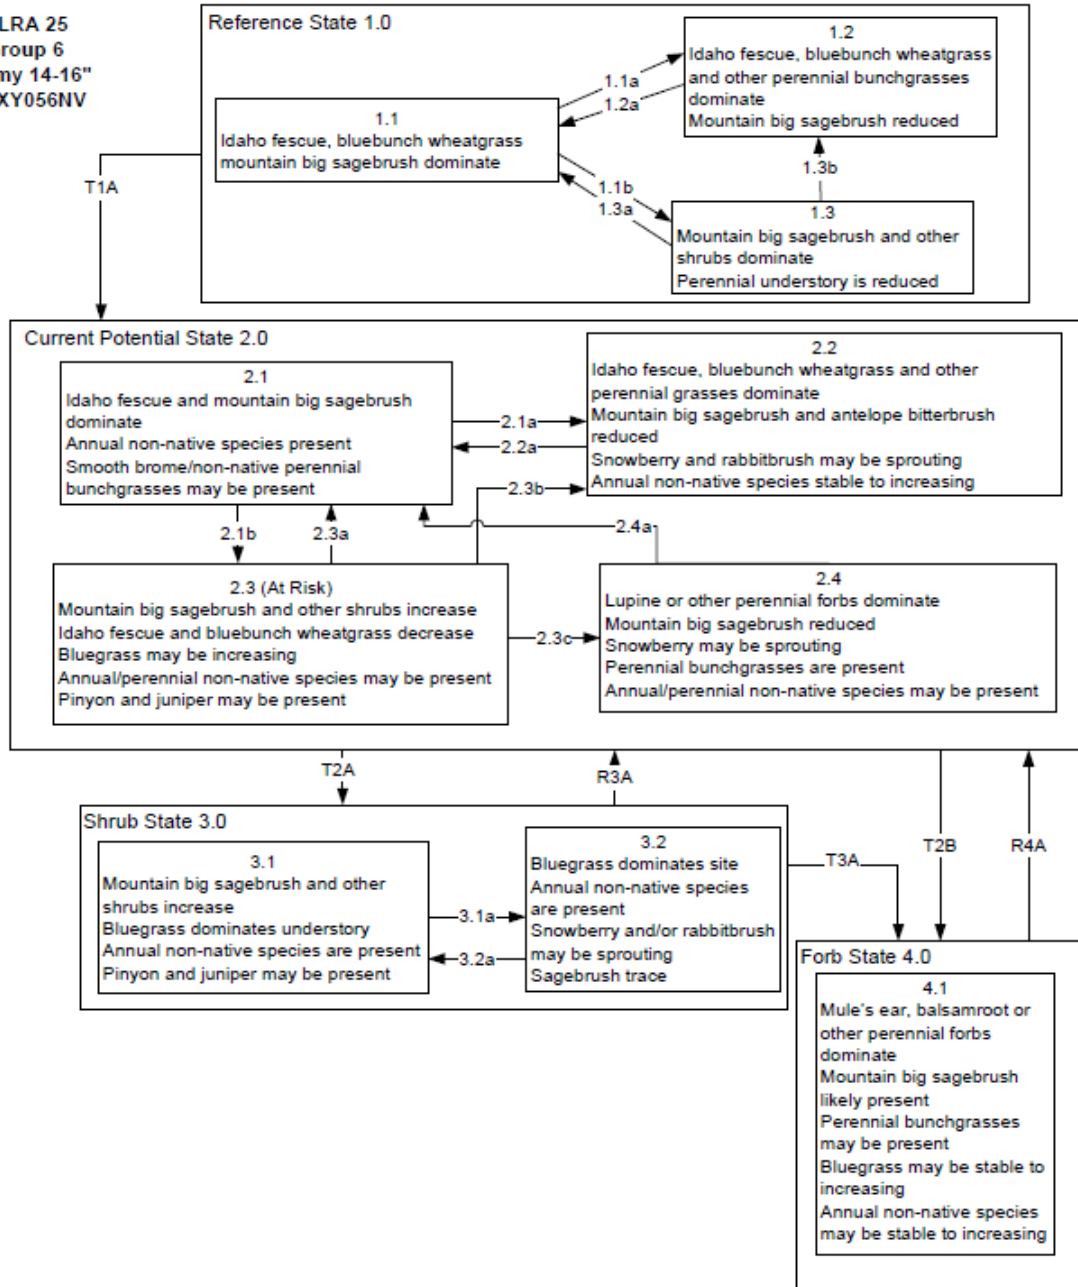 LRA 25
roup 6
my 14-16"
XY056NV
Reference State 1.0
1.1
Idaho fescue, bluebunch wheatgrass
mountain big sagebrush dominate
1.1a
1.2a
1.2
Idaho fescue, bluebunch wheatgrass
and other perennial bunchgrasses
dominate
Mountain big sagebrush reduced
1.1b
1.3a
1.3b
1.3
Mountain big sagebrush and other
shrubs dominate
Perennial understory is reduced
T1A
Current Potential State 2.0
2.1
Idaho fescue and mountain big sagebrush
dominate
Annual non-native species present
Smooth brome/non-native perennial
bunchgrasses may be present
2.1a
2.2a
2.2
Idaho fescue, bluebunch wheatgrass and other
perennial grasses dominate
Mountain big sagebrush and antelope bitterbrush
reduced
Snowberry and rabbitbrush may be sprouting
Annual non-native species stable to increasing
2.1b
2.3a
2.3b
2.4a
2.3 (At Risk)
Mountain big sagebrush and other shrubs increase
Idaho fescue and bluebunch wheatgrass decrease
Bluegrass may be increasing
Annual/perennial non-native species may be present
Pinyon and juniper may be present
2.3c
2.4
Lupine or other perennial forbs dominate
Mountain big sagebrush reduced
Snowberry may be sprouting
Perennial bunchgrasses are present
Annual/perennial non-native species may be present
T2A
R3A
T2B
R4A
Shrub State 3.0
3.1
Mountain big sagebrush and other
shrubs increase
Bluegrass dominates understory
Annual non-native species are present
Pinyon and juniper may be present
3.1a
3.2a
3.2
Bluegrass dominates site
Annual non-native species
are present
Snowberry and/or rabbitbrush
may be sprouting
Sagebrush trace
T3A
Forb State 4.0
4.1
Mule's ear, balsamroot or
other perennial forbs
dominate
Mountain big sagebrush
likely present
Perennial bunchgrasses
may be present
Bluegrass may be stable to
increasing
Annual non-native species
may be stable to increasing